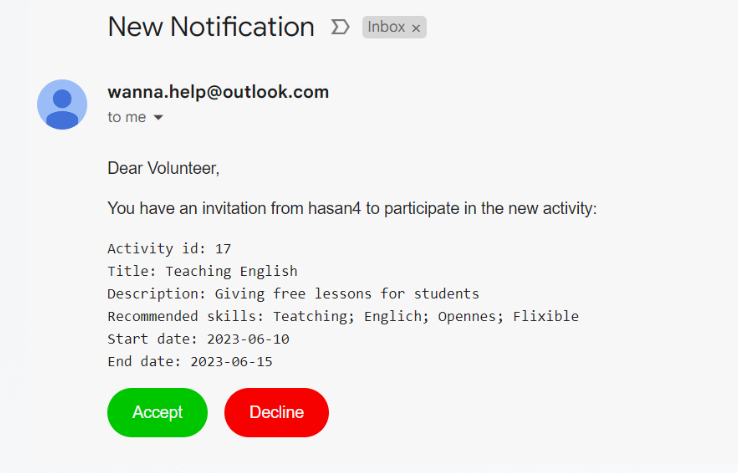 New Notification Inbox ×
wanna.help@outlook.com
to me
Dear Volunteer,
You have an invitation from hasan4 to participate in the new activity:
Activity id: 17
Title: Teaching English
Description: Giving free lessons for students
Recommended skills: Teatching; Englich; Opennes; Flixible
Start date: 2023-06-10
End date: 2023-06-15
Accept Decline